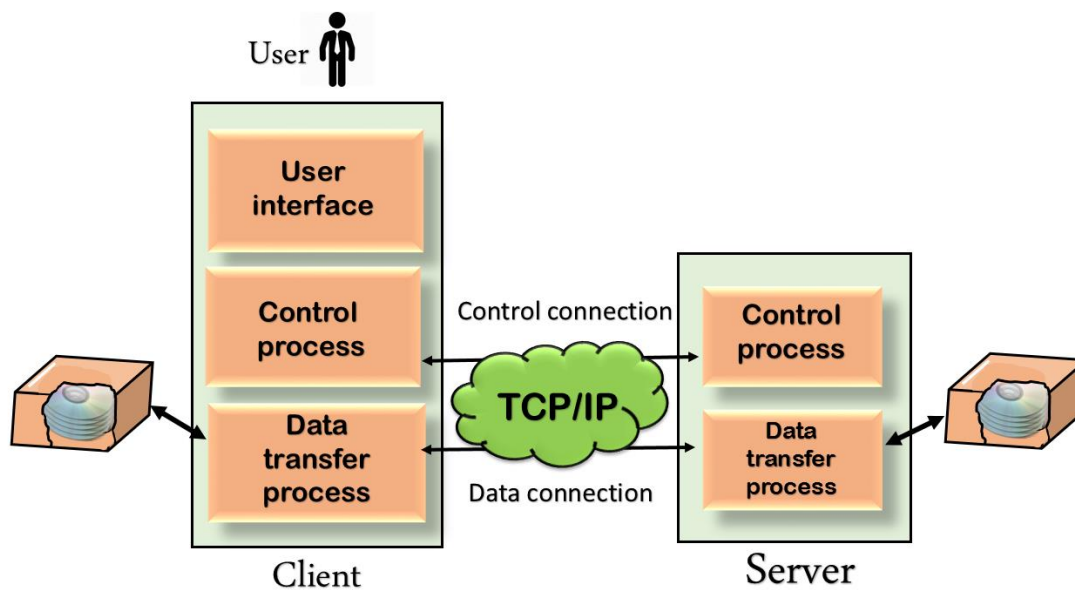 User
User
interface
Control
process
Data
transfer
process
Client
Control connection
TCP/IP
Data connection
Control
process
Data
transfer
process
Server